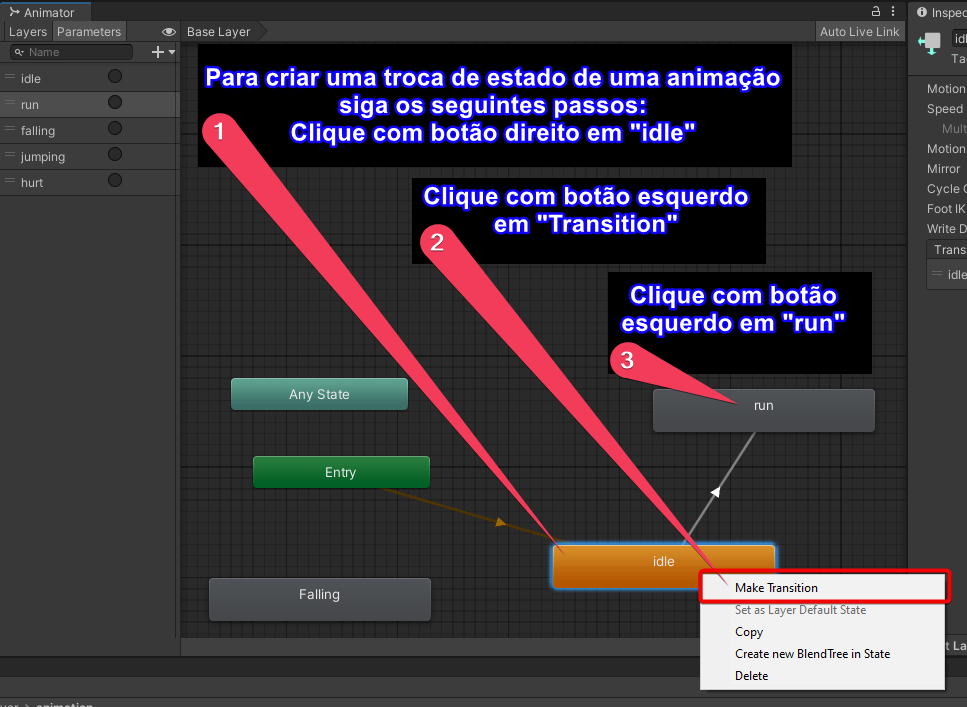 Animator
Layers
Parameters
Base Layer
Auto Live Link
Name
idle
run
falling
jumping
hurt
Para criar uma troca de estado de uma animação
siga os seguintes passos:
Clique com botão direito em "idle"
1
Clique com botão esquerdo
em "Transition"
2
Clique com botão
esquerdo em "run"
3
Any State
run
Entry
idle
Falling
Make Transition
Set as Layer Default State
Copy
Create new BlendTree in State
Delete
Inspec
idl
Ta
Motion
Speed
Mult
Motion
Mirror
Cycle O
Foot IK
Write D
Trans
idle
t La
yer > animation